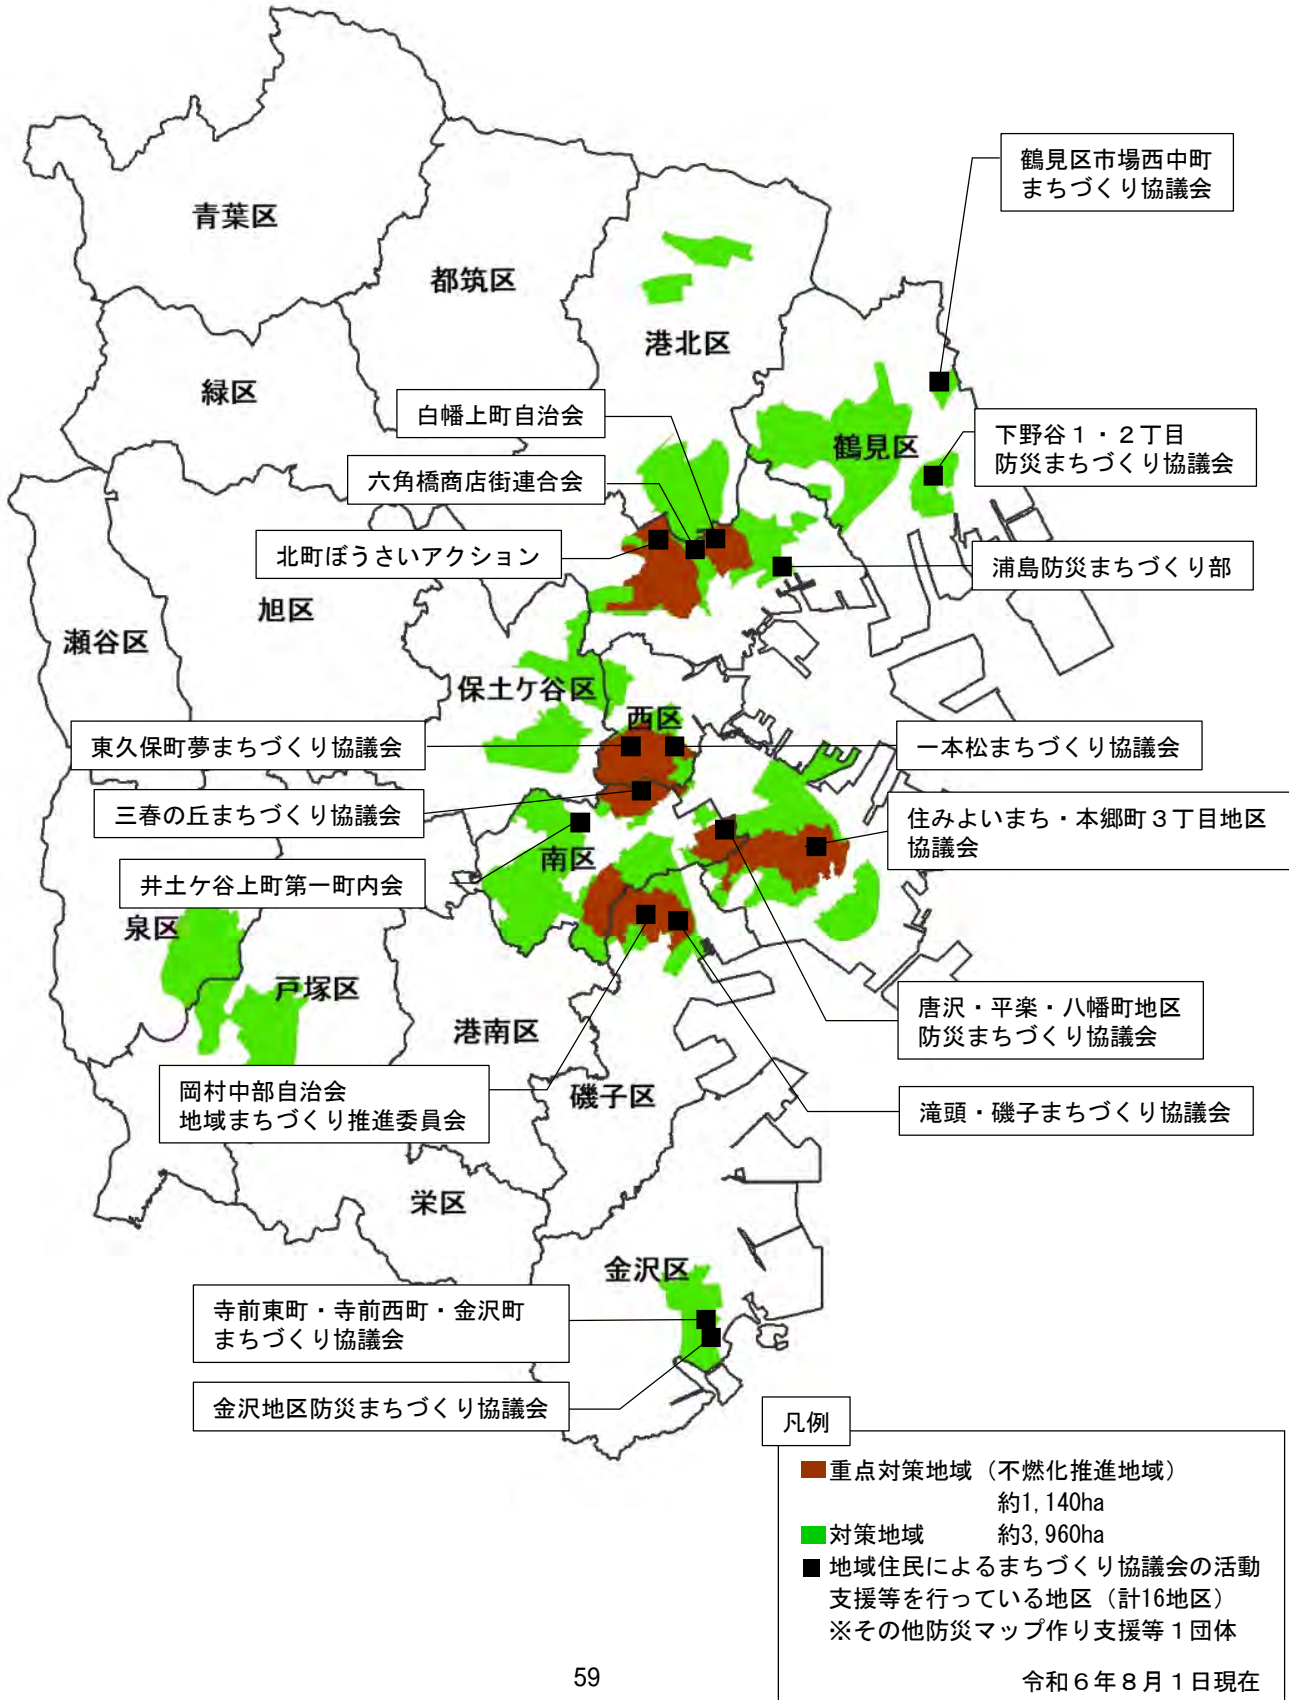 鶴見区市場西中町
まちづくり協議会
青葉区
都筑区
港北区
緑区
白幡上町自治会
鶴見区
下野谷1・2丁目
防災まちづくり協議会
六角橋商店街連合会
北町ぼうさいアクション
浦島防災まちづくり部
旭区
瀬谷区
保土ケ谷区
西区
東久保町夢まちづくり協議会
一本松まちづくり協議会
三春の丘まちづくり協議会
住みよいまち・本郷町3丁目地区
協議会
南区
井土ケ谷上町第一町内会
泉区
戸塚区
唐沢・平楽・八幡町地区
防災まちづくり協議会
港南区
岡村中部自治会
地域まちづくり推進委員会
磯子区
滝頭・磯子まちづくり協議会
栄区
金沢区
寺前東町・寺前西町・金沢町
まちづくり協議会
金沢地区防災まちづくり協議会
凡例
重点対策地域(不燃化推進地域)
約1,140ha
対策地域 約3,960ha
地域住民によるまちづくり協議会の活動
支援等を行っている地区(計16地区)
※その他防災マップ作り支援等1団体
令和6年8月1日現在
59